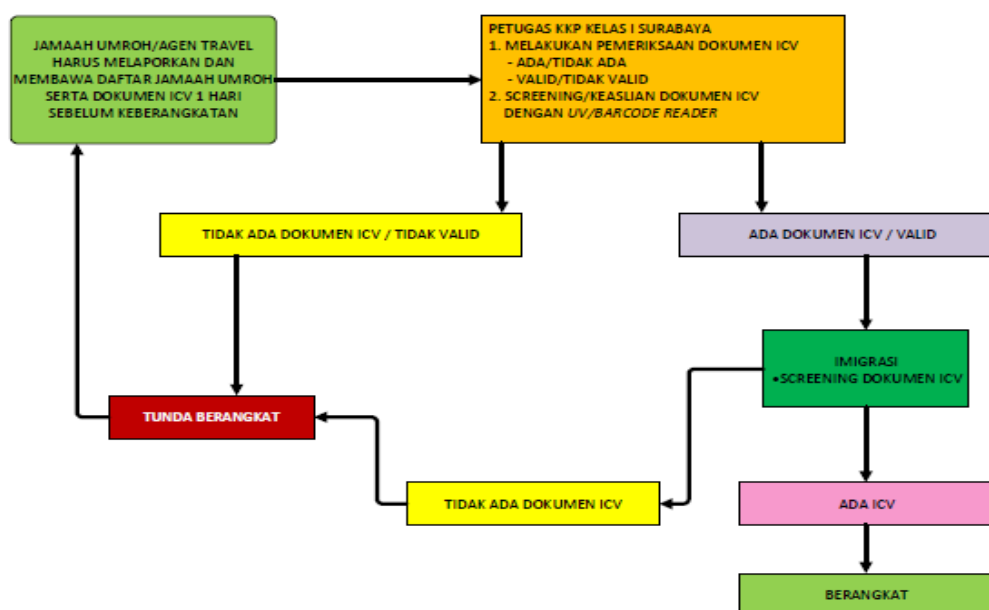 JAMAAH UMROH/AGEN TRAVEL
HARUS MELAPORKAN DAN
MEMBAWA DAFTAR JAMAAH UMROH
SERTA DOKUMEN ICV 1 HARI
SEBELUM KEBERANGKATAN
PETUGAS KKP KELAS I SURABAYA
1. MELAKUKAN PEMERIKSAAN DOKUMEN ICV
- ADA/TIDAK ADA
- VALID/TIDAK VALID
2. SCREENING/KEASLIAN DOKUMEN ICV
DENGAN UV/BARCODE READER
TIDAK ADA DOKUMEN ICV / TIDAK VALID
ADA DOKUMEN ICV / VALID
IMIGRASI
•SCREENING DOKUMEN ICV
TUNDA BERANGKAT
TIDAK ADA DOKUMEN ICV
ADA ICV
BERANGKAT